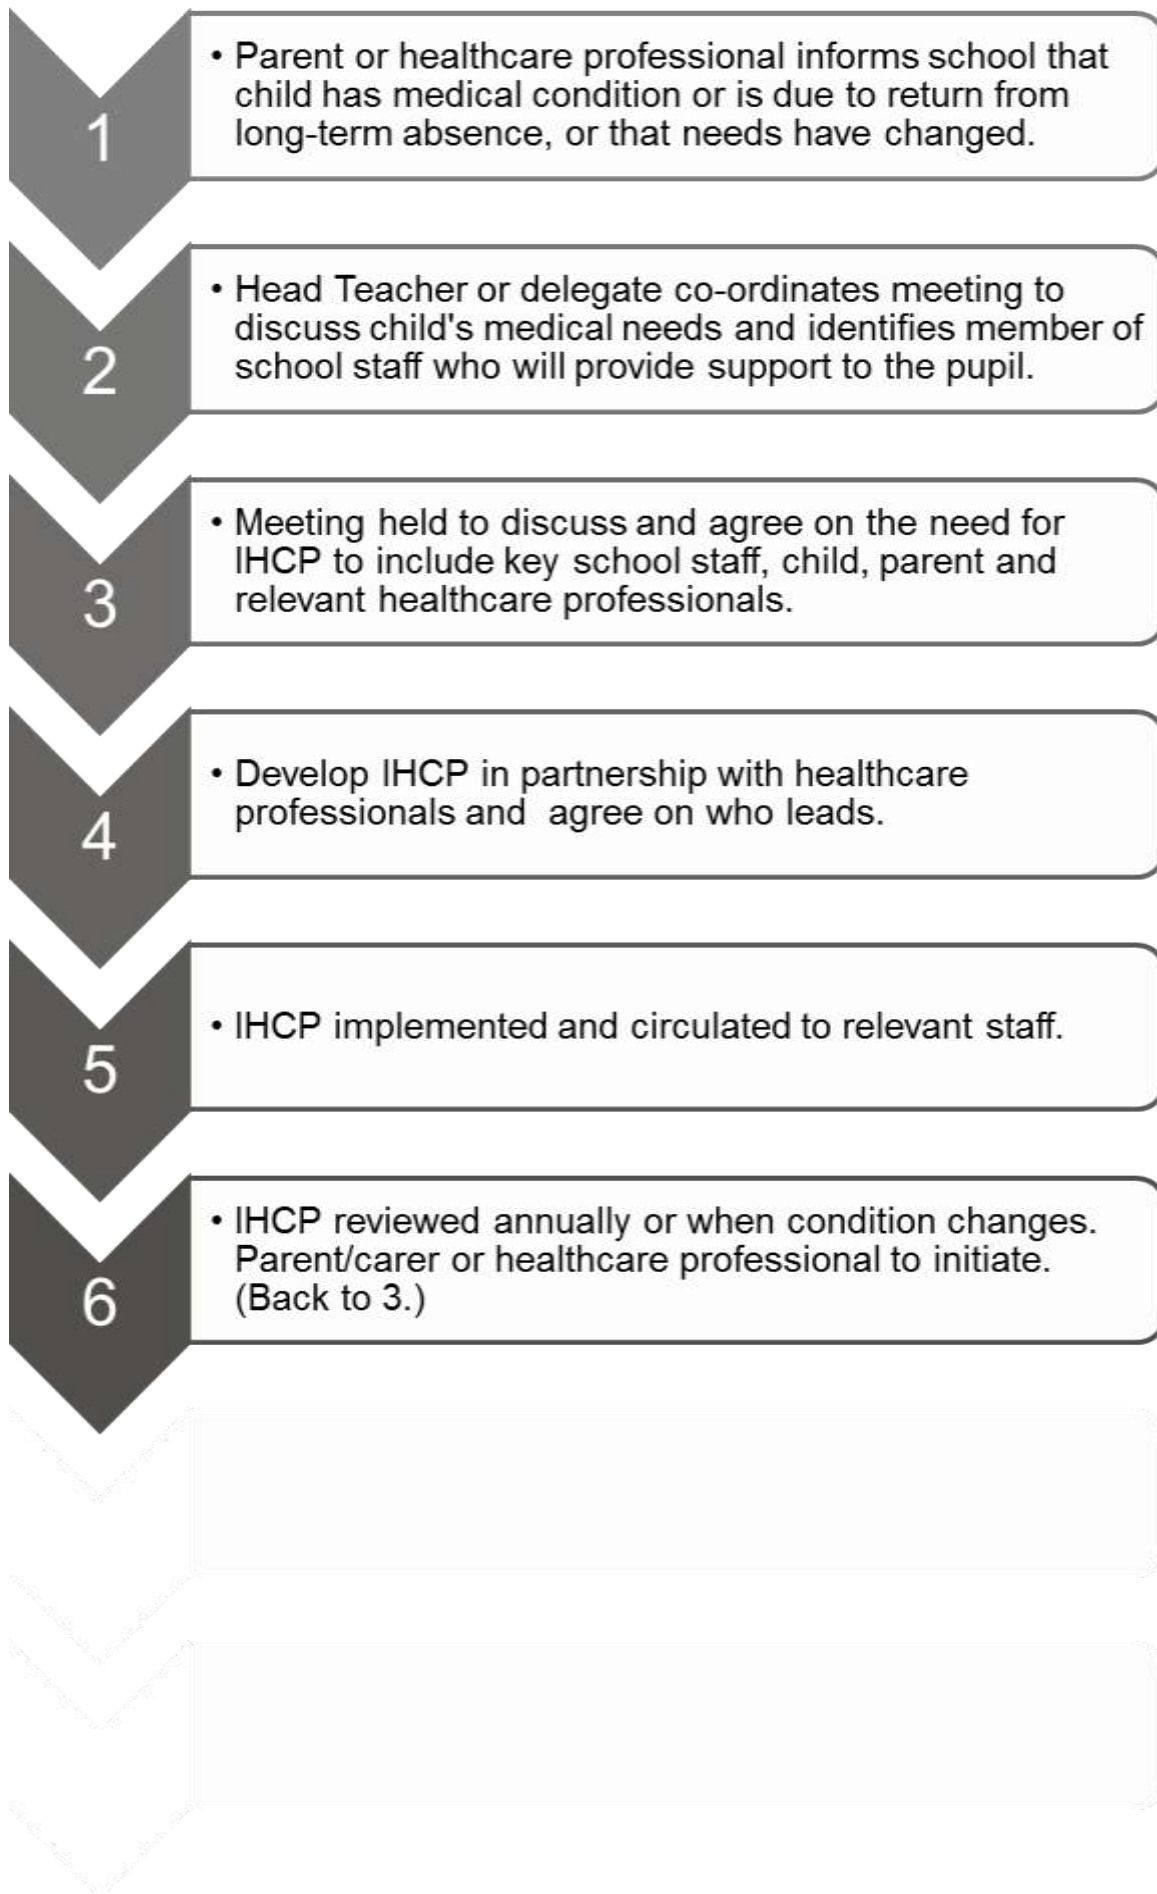 1
• Parent or healthcare professional informs school that
child has medical condition or is due to return from
long-term absence, or that needs have changed.
2
• Head Teacher or delegate co-ordinates meeting to
discuss child's medical needs and identifies member of
school staff who will provide support to the pupil.
3
• Meeting held to discuss and agree on the need for
IHCP to include key school staff, child, parent and
relevant healthcare professionals.
4
• Develop IHCP in partnership with healthcare
professionals and  agree on who leads.
5
• IHCP implemented and circulated to relevant staff.
6
• IHCP reviewed annually or when condition changes.
Parent/carer or healthcare professional to initiate.
(Back to 3.)